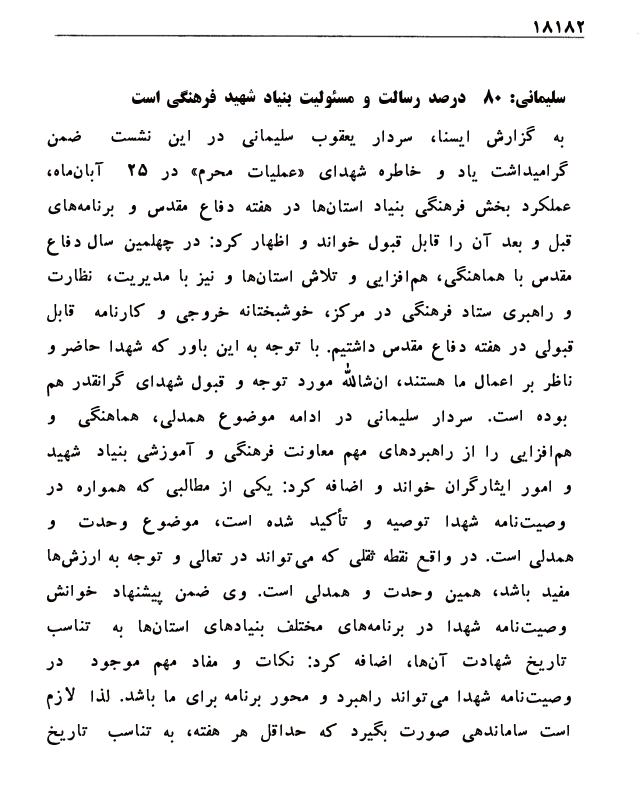 ۱۸۱۸۲
سلیمانی: ۸۰ درصد رسالت و مسئولیت بنیاد شهید فرهنگی است
به گزارش ایسنا، سردار یعقوب سلیمانی در این نشست ضمن
گرامیداشت یاد و خاطره شهدای «عملیات محرم» در ۲۵ آبان‌ماه،
عملکرد بخش فرهنگی بنیاد استان‌ها در هفته دفاع مقدس و برنامه‌های
قبل و بعد آن را قابل قبول خواند و اظهار کرد: در چهلمین سال دفاع
مقدس با هماهنگی، هم‌افزایی و تلاش استان‌ها و نیز با مدیریت، نظارت
و راهبری ستاد فرهنگی در مرکز، خوشبختانه خروجی و کارنامه قابل
قبولی در هفته دفاع مقدس داشتیم. با توجه به این باور که شهدا حاضر و
ناظر بر اعمال ما هستند، ان‌شاالله مورد توجه و قبول شهدای گرانقدر هم
بوده است. سردار سلیمانی در ادامه موضوع همدلی، هماهنگی و
هم‌افزایی را از راهبردهای مهم معاونت فرهنگی و آموزشی بنیاد شهید
و امور ایثارگران خواند و اضافه کرد: یکی از مطالبی که همواره در
وصیت‌نامه شهدا توصیه و تأکید شده است، موضوع وحدت و
همدلی است. در واقع نقطه ثقلی که می‌تواند در تعالی و توجه به ارزش‌ها
مفید باشد، همین وحدت و همدلی است. وی ضمن پیشنهاد خوانش
وصیت‌نامه شهدا در برنامه‌های مختلف بنیادهای استان‌ها به تناسب
تاریخ شهادت آن‌ها، اضافه کرد: نکات و مفاد مهم موجود در
وصیت‌نامه شهدا می‌تواند راهبرد و محور برنامه برای ما باشد. لذا لازم
است ساماندهی صورت بگیرد که حداقل هر هفته، به تناسب تاریخ